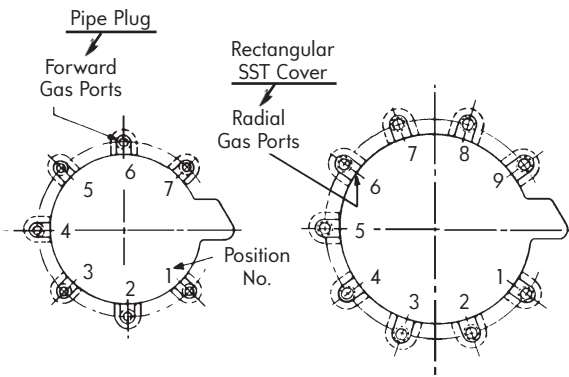 Pipe Plug
Forward
Gas Ports
Rectangular
SST Cover
Radial
Gas Ports
6
5
7
4
3
2
1
Position
No.
7
8
6
9
5
4
3
2
1